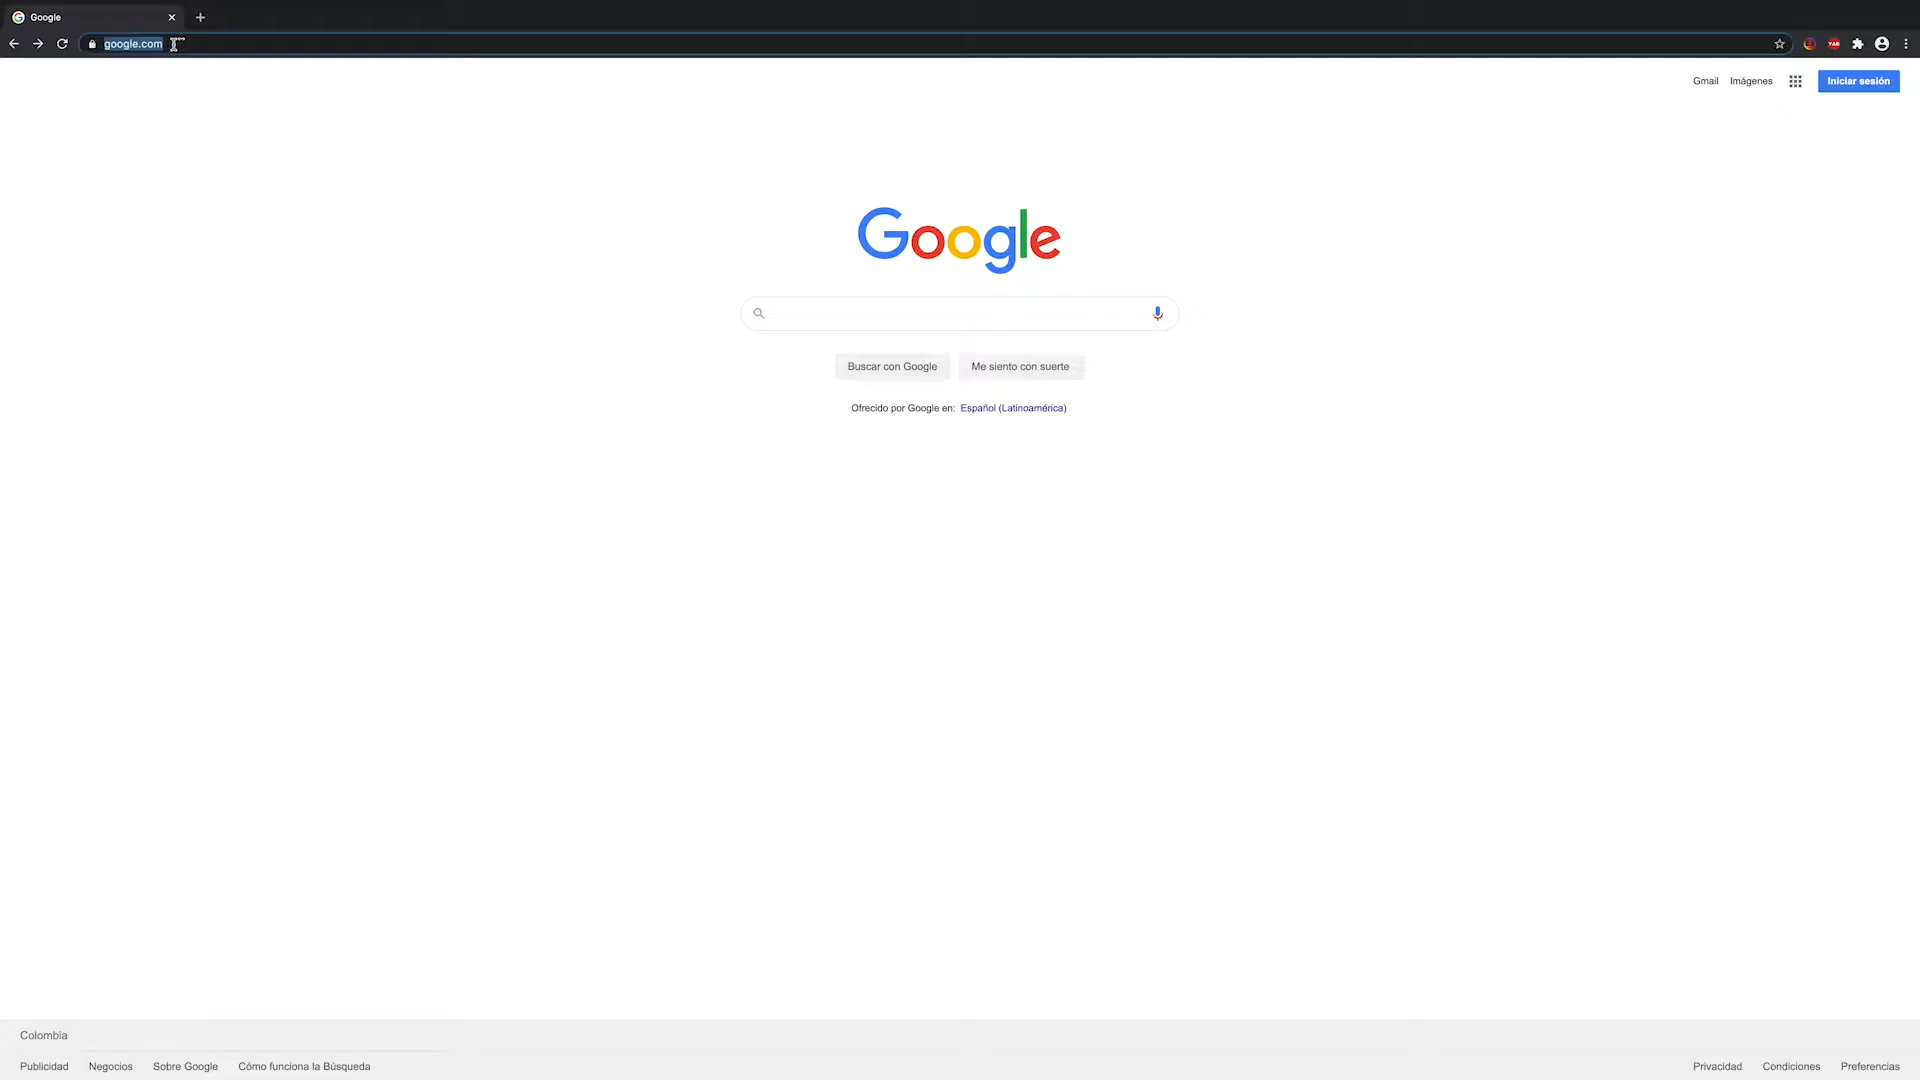 Google
google.com
Gmail Imágenes Iniciar sesión
Google
Buscar con Google Me siento con suerte
Ofrecido por Google en: Español (Latinoamérica)
Colombia
Publicidad Negocios Sobre Google Cómo funciona la Búsqueda Privacidad Condiciones Preferencias